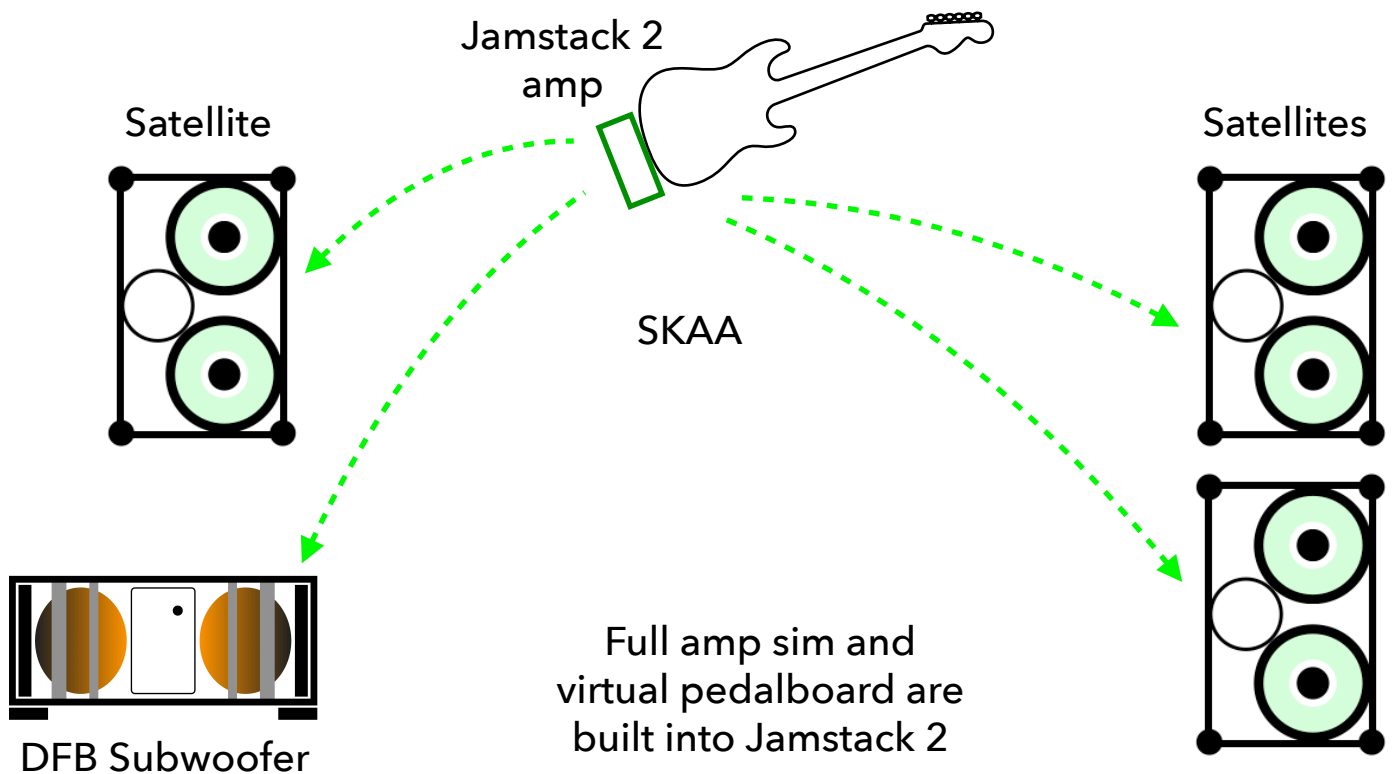 Jamstack 2
amp
Satellite
Satellites
SKAA
Full amp sim and
virtual pedalboard are
built into Jamstack 2
DFB Subwoofer